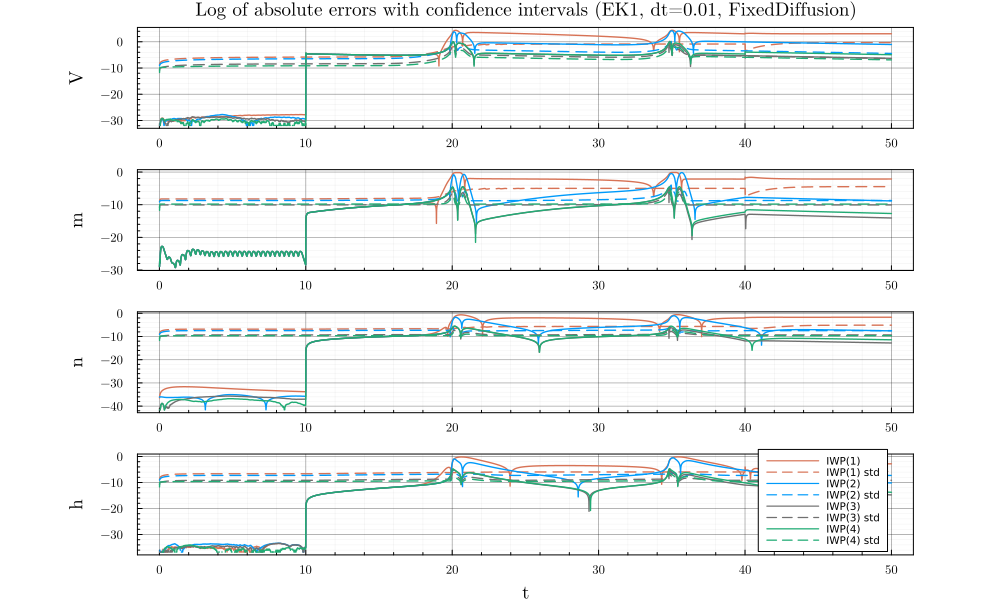 Log of absolute errors with confidence intervals (EK1, dt=0.01, FixedDiffusion)
V
0
−10
−20
−30
0 10 20 30 40 50
m
0
−10
−20
−30
0 10 20 30 40 50
n
0
−10
−20
−30
−40
0 10 20 30 40 50
h
0
−10
−20
−30
IWP(1)
IWP(1) std
IWP(2)
IWP(2) std
IWP(3)
IWP(3) std
IWP(4)
IWP(4) std
0 10 20 30 40 50
t